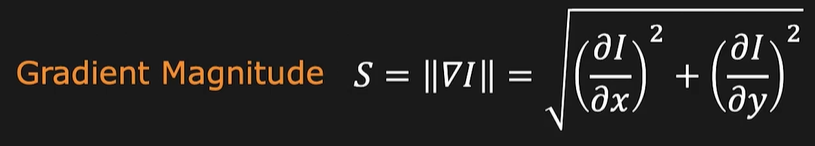 Gradient Magnitude S = ‖∇I‖ = √((∂I/∂x)² + (∂I/∂y)²)